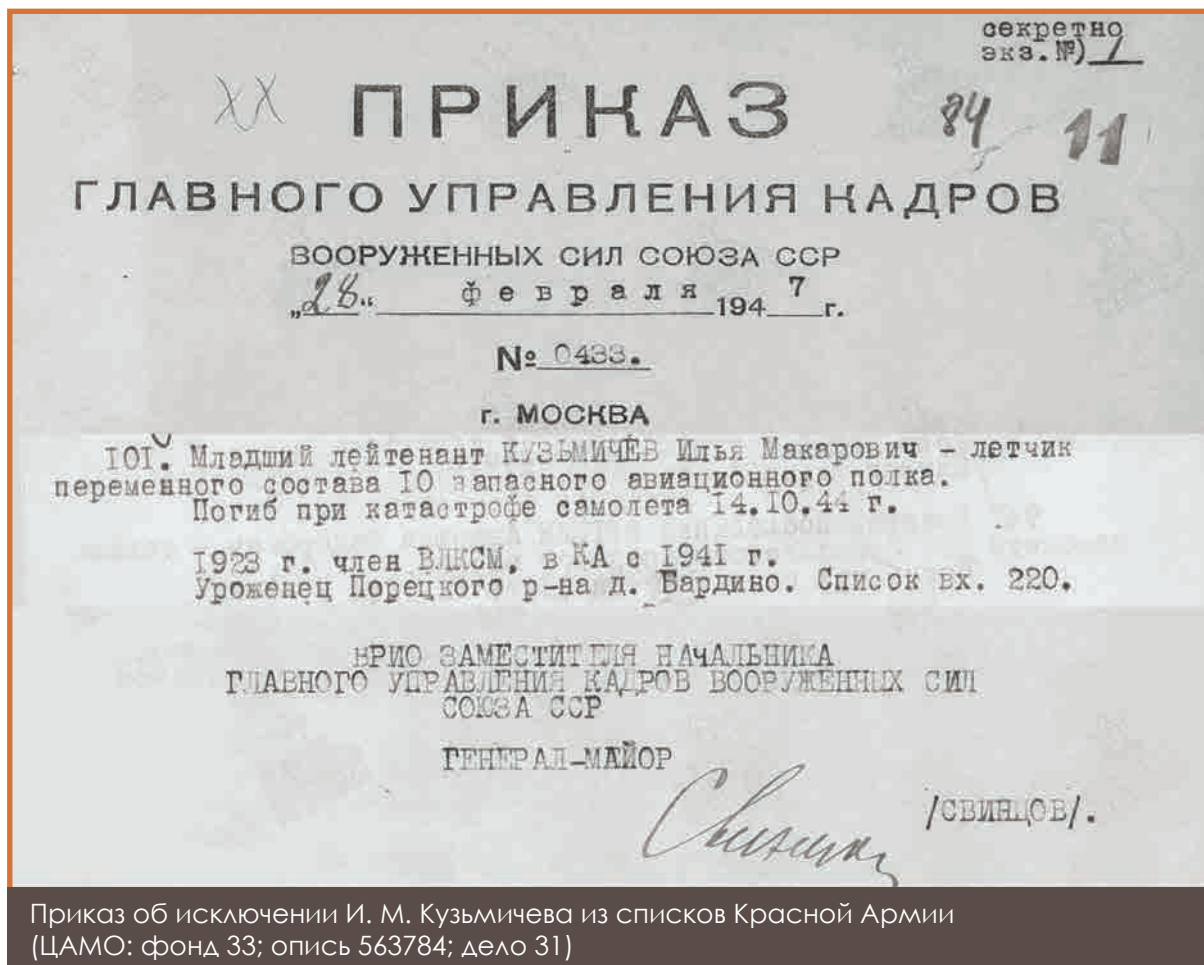 секретно
экз. №) 1
XX ПРИКАЗ 84 11
ГЛАВНОГО УПРАВЛЕНИЯ КАДРОВ
ВООРУЖЕННЫХ СИЛ СОЮЗА ССР
„28" февраля 1947 г.
№ 0433.
г. МОСКВА
101. Младший лейтенант КУЗЬМИЧЕВ Илья Макарович - летчик
переменного состава 10 запасного авиационного полка.
Погиб при катастрофе самолета 14.10.44 г.
1923 г. член ВЛКСМ, в КА с 1941 г.
Уроженец Порецкого р-на д. Бардино. Список вх. 220.
ВРИО ЗАМЕСТИТЕЛЯ НАЧАЛЬНИКА
ГЛАВНОГО УПРАВЛЕНИЯ КАДРОВ ВООРУЖЕННЫХ СИЛ
СОЮЗА ССР
ГЕНЕРАЛ-МАЙОР
/СВИНЦОВ/.
Приказ об исключении И. М. Кузьмичева из списков Красной Армии
(ЦАМО: фонд 33; опись 563784; дело 31)